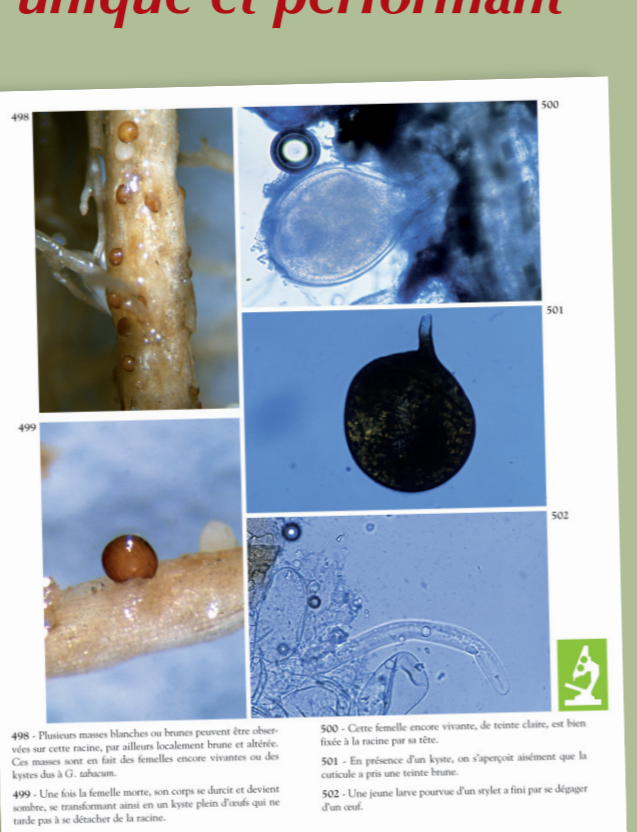 unique et performant
498
500
501
499
502
498 - Plusieurs masses blanches ou brunes peuvent être obser-
vées sur cette racine, par ailleurs localement brune et altérée.
Ces masses sont en fait des femelles encore vivantes ou des
kystes dus à G. tabacum.
499 - Une fois la femelle morte, son corps se durcit et devient
sombre, se transformant ainsi en un kyste plein d'œufs qui ne
tarde pas à se détacher de la racine.
500 - Cette femelle encore vivante, de teinte claire, est bien
fixée à la racine par sa tête.
501 - En présence d'un kyste, on s'aperçoit aisément que la
cuticule a pris une teinte brune.
502 - Une jeune larve pourvue d'un stylet a fini par se dégager
d'un œuf.